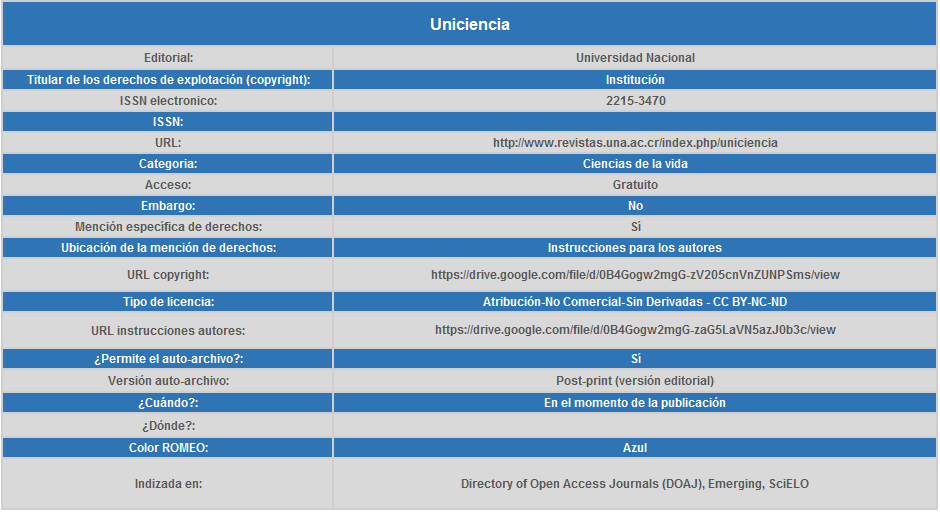 Uniciencia
Editorial: Universidad Nacional
Titular de los derechos de explotación (copyright): Institución
ISSN electronico: 2215-3470
ISSN:
URL: http://www.revistas.una.ac.cr/index.php/uniciencia
Categoria: Ciencias de la vida
Acceso: Gratuito
Embargo: No
Mención específica de derechos: Sí
Ubicación de la mención de derechos: Instrucciones para los autores
URL copyright: https://drive.google.com/file/d/0B4Gogw2mgG-zV205cnVnZUNPSms/view
Tipo de licencia: Atribución-No Comercial-Sin Derivadas - CC BY-NC-ND
URL instrucciones autores: https://drive.google.com/file/d/0B4Gogw2mgG-zaG5LaVN5azJ0b3c/view
¿Permite el auto-archivo?: Sí
Versión auto-archivo: Post-print (versión editorial)
¿Cuándo?: En el momento de la publicación
¿Dónde?:
Color ROMEO: Azul
Indizada en: Directory of Open Access Journals (DOAJ), Emerging, SciELO